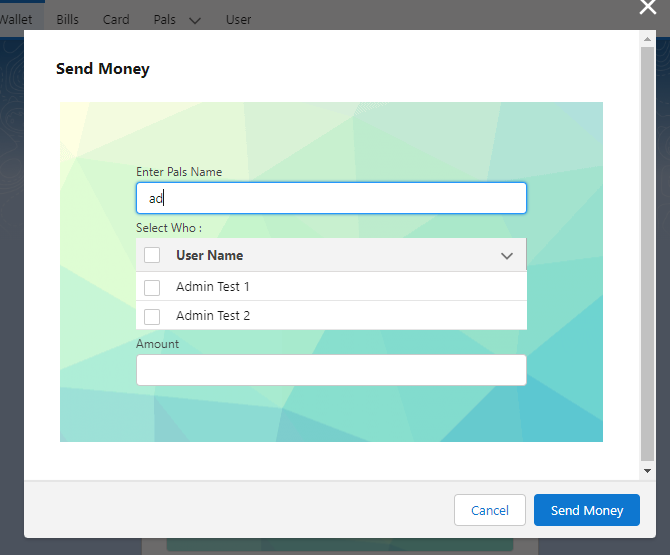 Wallet Bills Card Pals User
Send Money
Enter Pals Name
ad
Select Who :
User Name
Admin Test 1
Admin Test 2
Amount
Cancel Send Money